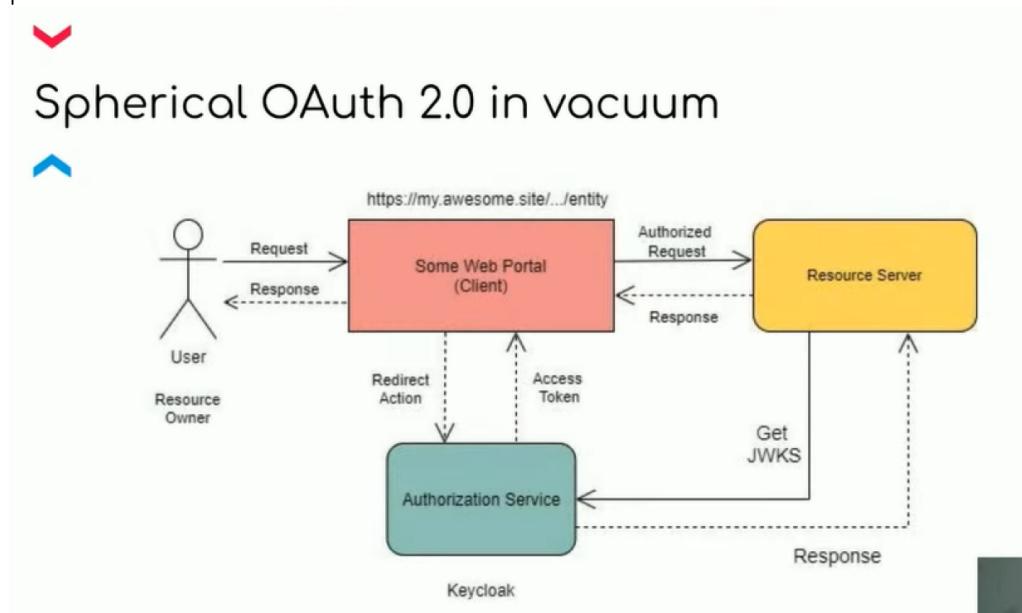 Spherical OAuth 2.0 in vacuum
https://my.awesome.site/.../entity
Request
Response
User
Resource
Owner
Some Web Portal
(Client)
Authorized
Request
Response
Resource Server
Redirect
Action
Access
Token
Get
JWKS
Authorization Service
Response
Keycloak